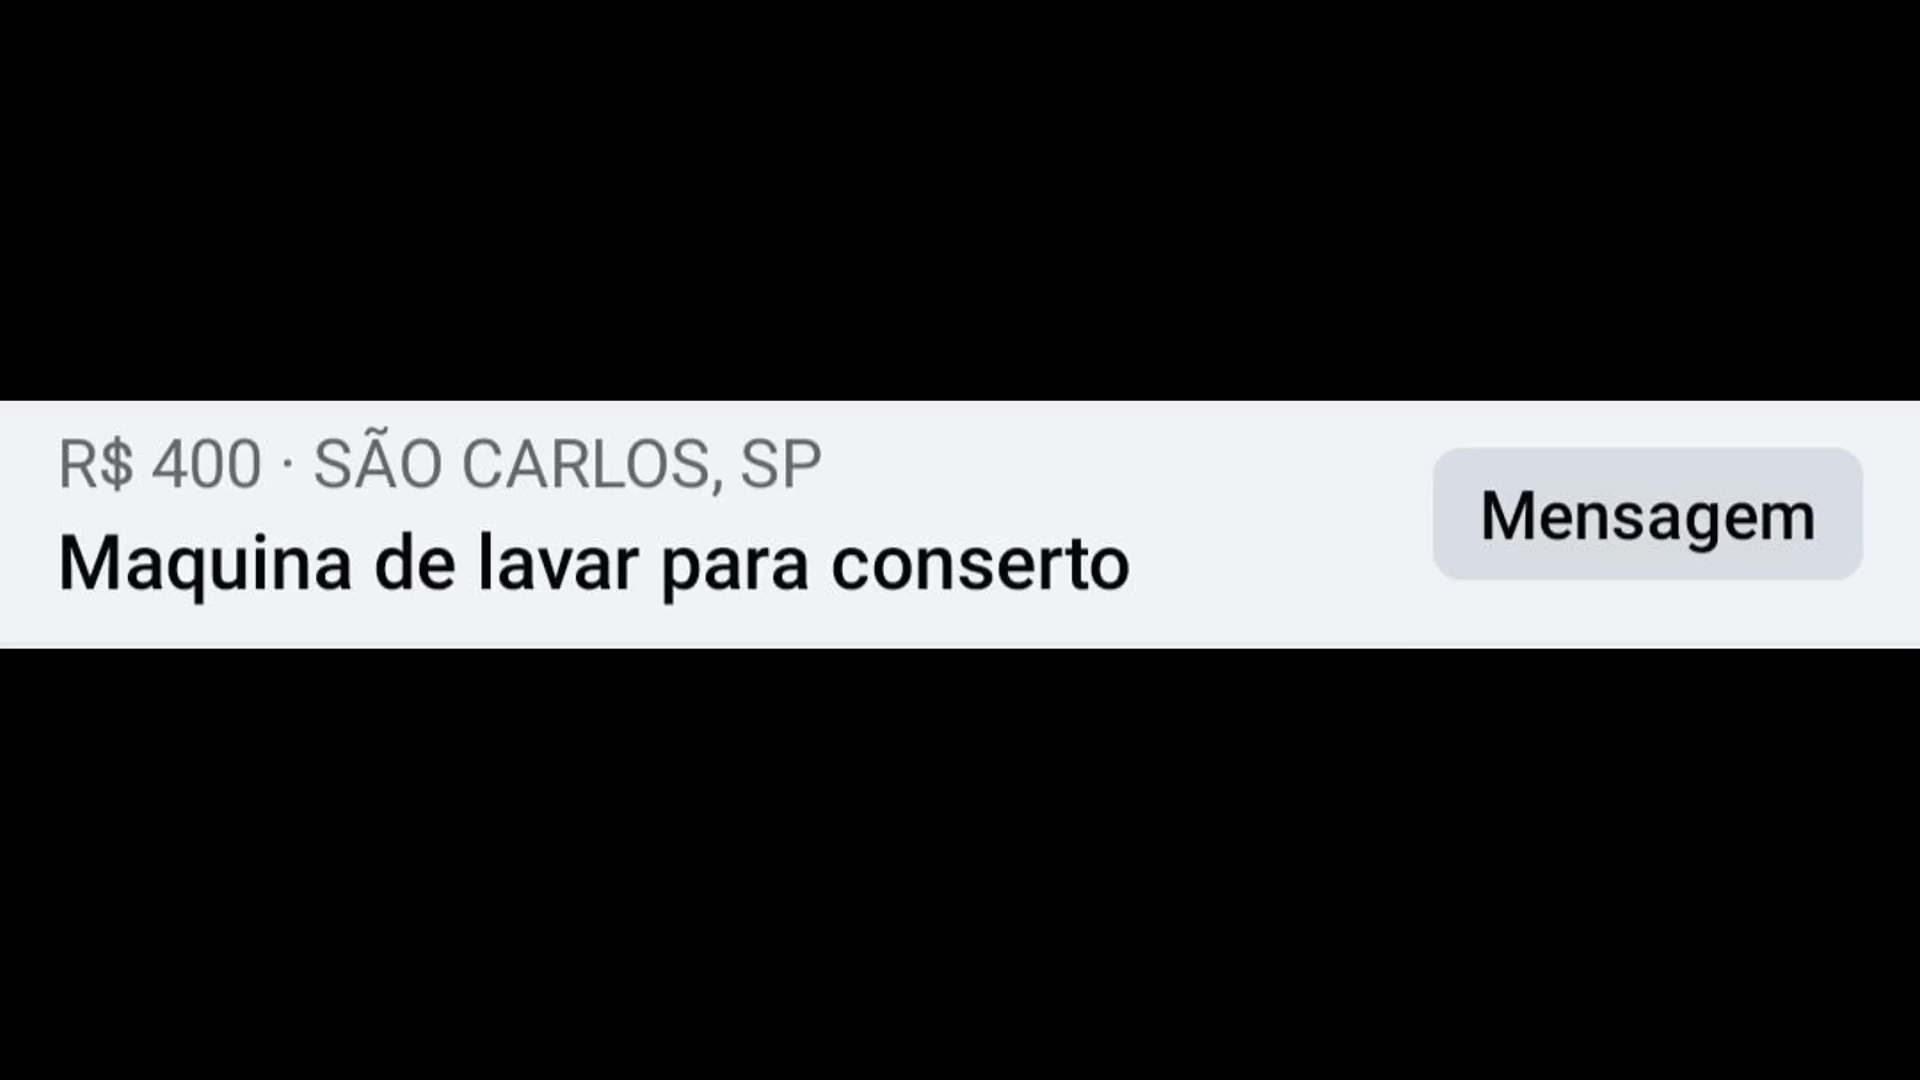 R$ 400 · SÃO CARLOS, SP
Maquina de lavar para conserto
Mensagem